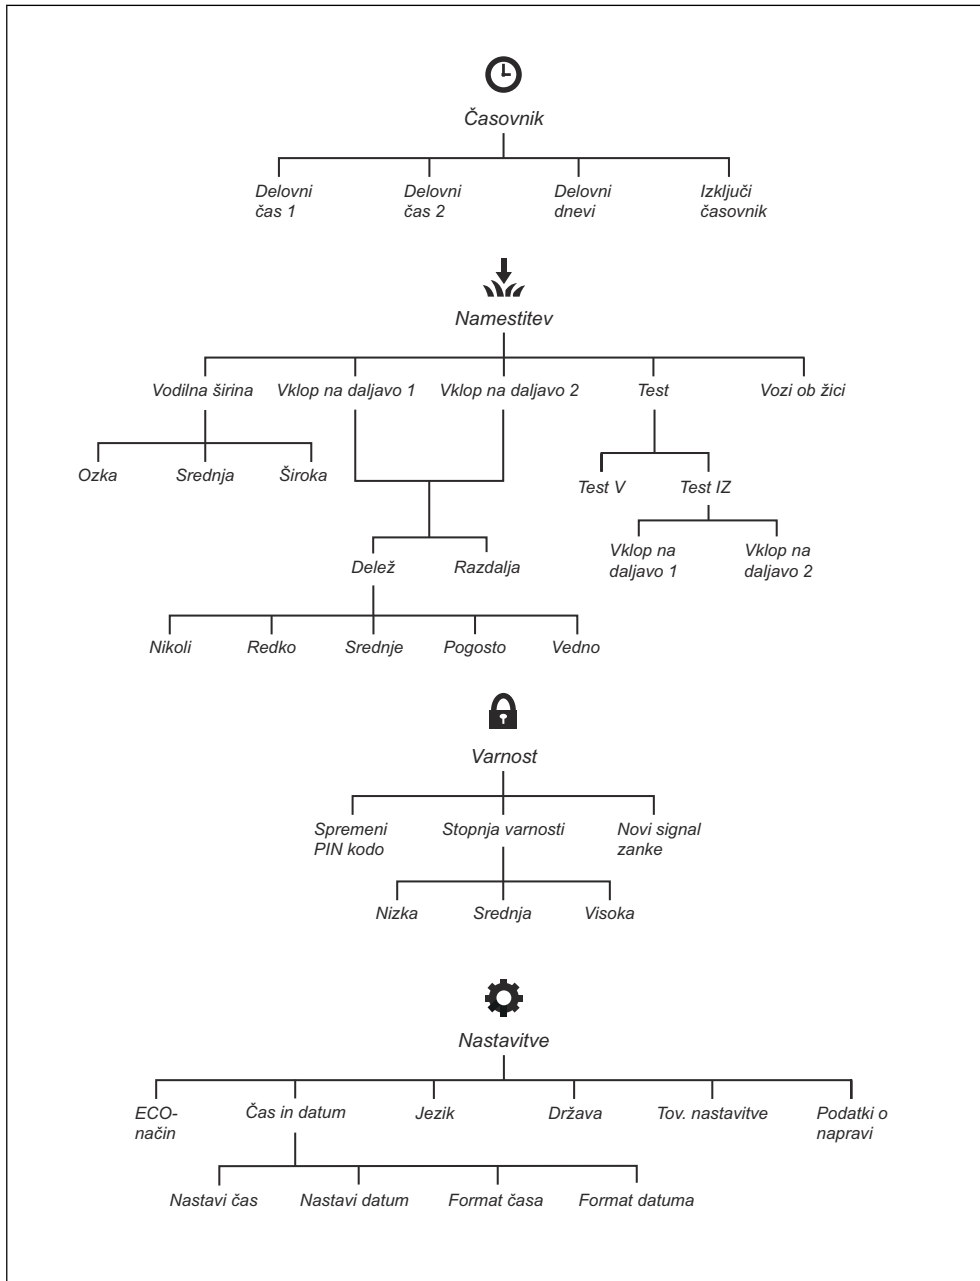 Časovnik
Delovni
čas 1
Delovni
čas 2
Delovni
dnevi
Izključi
časovnik
Namestitev
Vodilna širina
Vklop na daljavo 1
Vklop na daljavo 2
Test
Vozi ob žici
Ozka
Srednja
Široka
Test V
Test IZ
Vklop na
daljavo 1
Vklop na
daljavo 2
Delež
Razdalja
Nikoli
Redko
Srednje
Pogosto
Vedno
Varnost
Spremeni
PIN kodo
Stopnja varnosti
Novi signal
zanke
Nizka
Srednja
Visoka
Nastavitve
ECO-
način
Čas in datum
Jezik
Država
Tov. nastavitve
Podatki o
napravi
Nastavi čas
Nastavi datum
Format časa
Format datuma